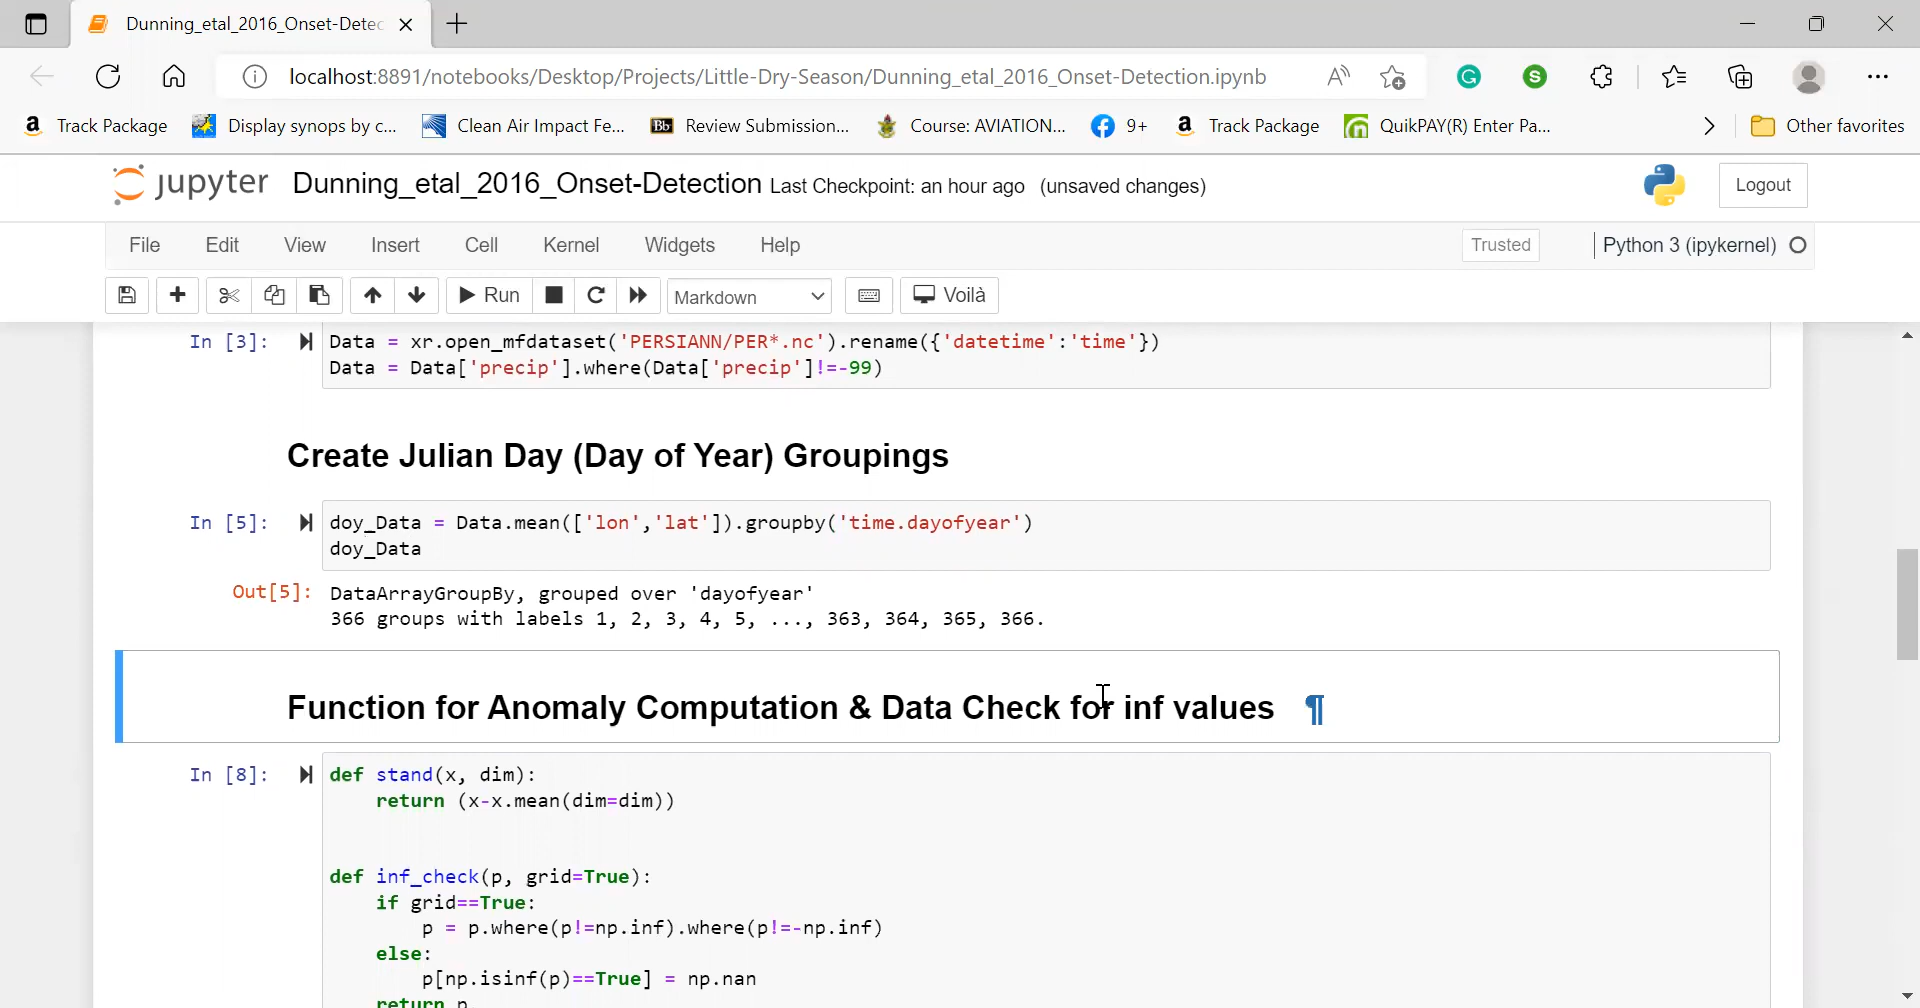 Dunning_etal_2016_Onset-Detec
localhost:8891/notebooks/Desktop/Projects/Little-Dry-Season/Dunning_etal_2016_Onset-Detection.ipynb
Track Package Display synops by c... Clean Air Impact Fe... Bb Review Submission... Course: AVIATION... 9+ Track Package QuikPAY(R) Enter Pa... Other favorites
jupyter Dunning_etal_2016_Onset-Detection Last Checkpoint: an hour ago (unsaved changes) Logout
File Edit View Insert Cell Kernel Widgets Help Trusted Python 3 (ipykernel)
Run Markdown Voilà
In [3]: Data = xr.open_mfdataset('PERSIANN/PER*.nc').rename({'datetime':'time'})
Data = Data['precip'].where(Data['precip']!=-99)
Create Julian Day (Day of Year) Groupings
In [5]: doy_Data = Data.mean(['lon','lat']).groupby('time.dayofyear')
doy_Data
Out[5]: DataArrayGroupBy, grouped over 'dayofyear'
366 groups with labels 1, 2, 3, 4, 5, ..., 363, 364, 365, 366.
Function for Anomaly Computation & Data Check for inf values ¶
In [8]: def stand(x, dim):
return (x-x.mean(dim=dim))
def inf_check(p, grid=True):
if grid==True:
p = p.where(p!=np.inf).where(p!=-np.inf)
else:
p[np.isinf(p)==True] = np.nan
return p